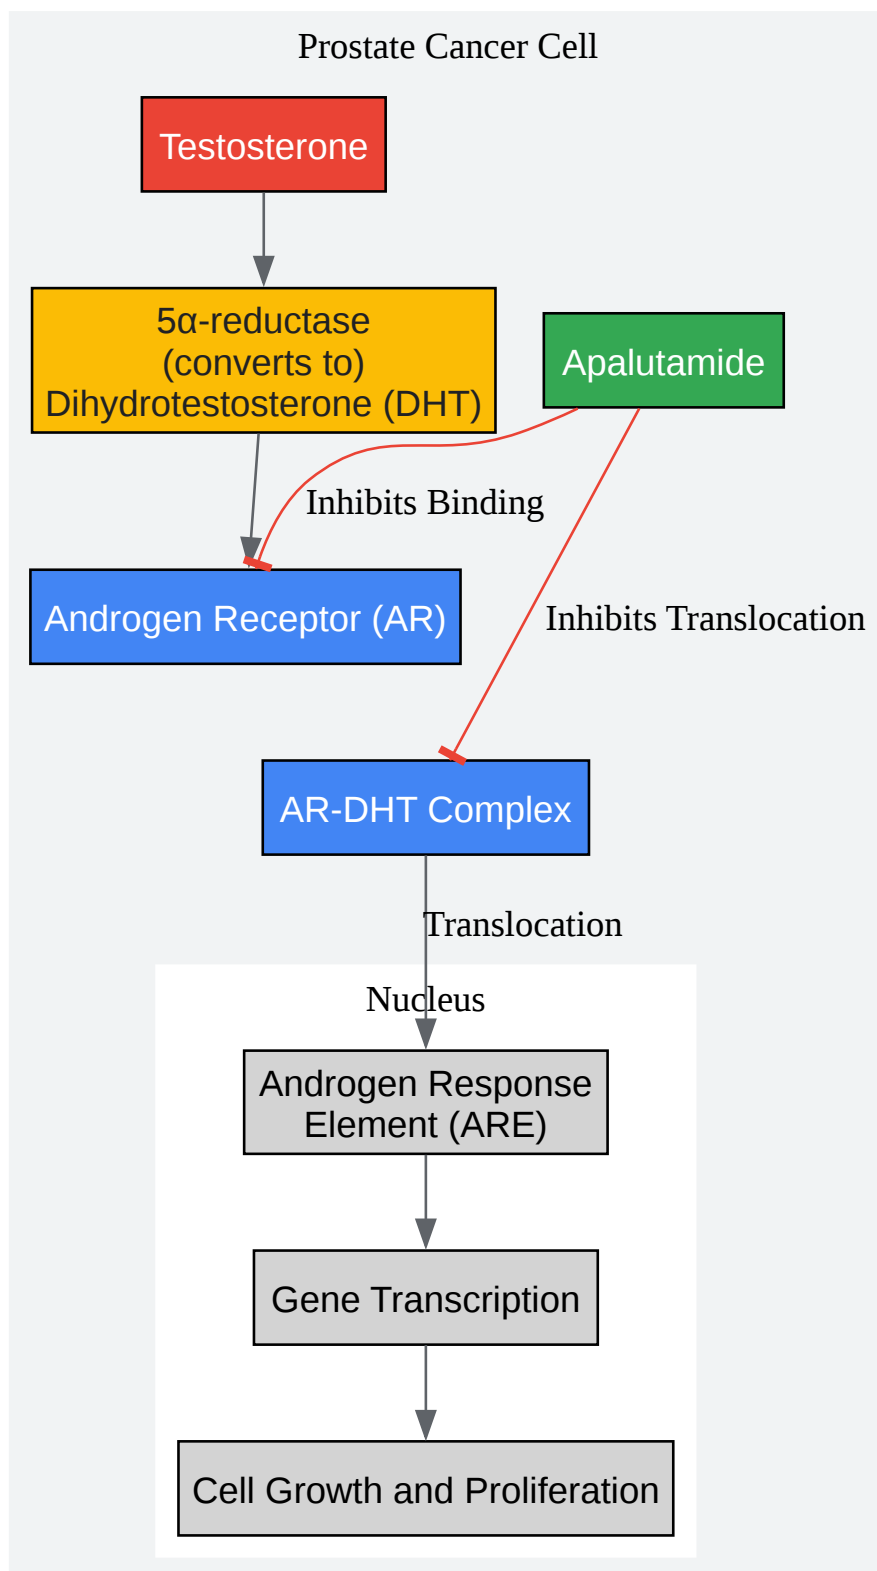 Prostate Cancer Cell
Testosterone
5α-reductase
(converts to)
Dihydrotestosterone (DHT)
Apalutamide
Inhibits Binding
Androgen Receptor (AR)
Inhibits Translocation
AR-DHT Complex
Translocation
Nucleus
Androgen Response
Element (ARE)
Gene Transcription
Cell Growth and Proliferation